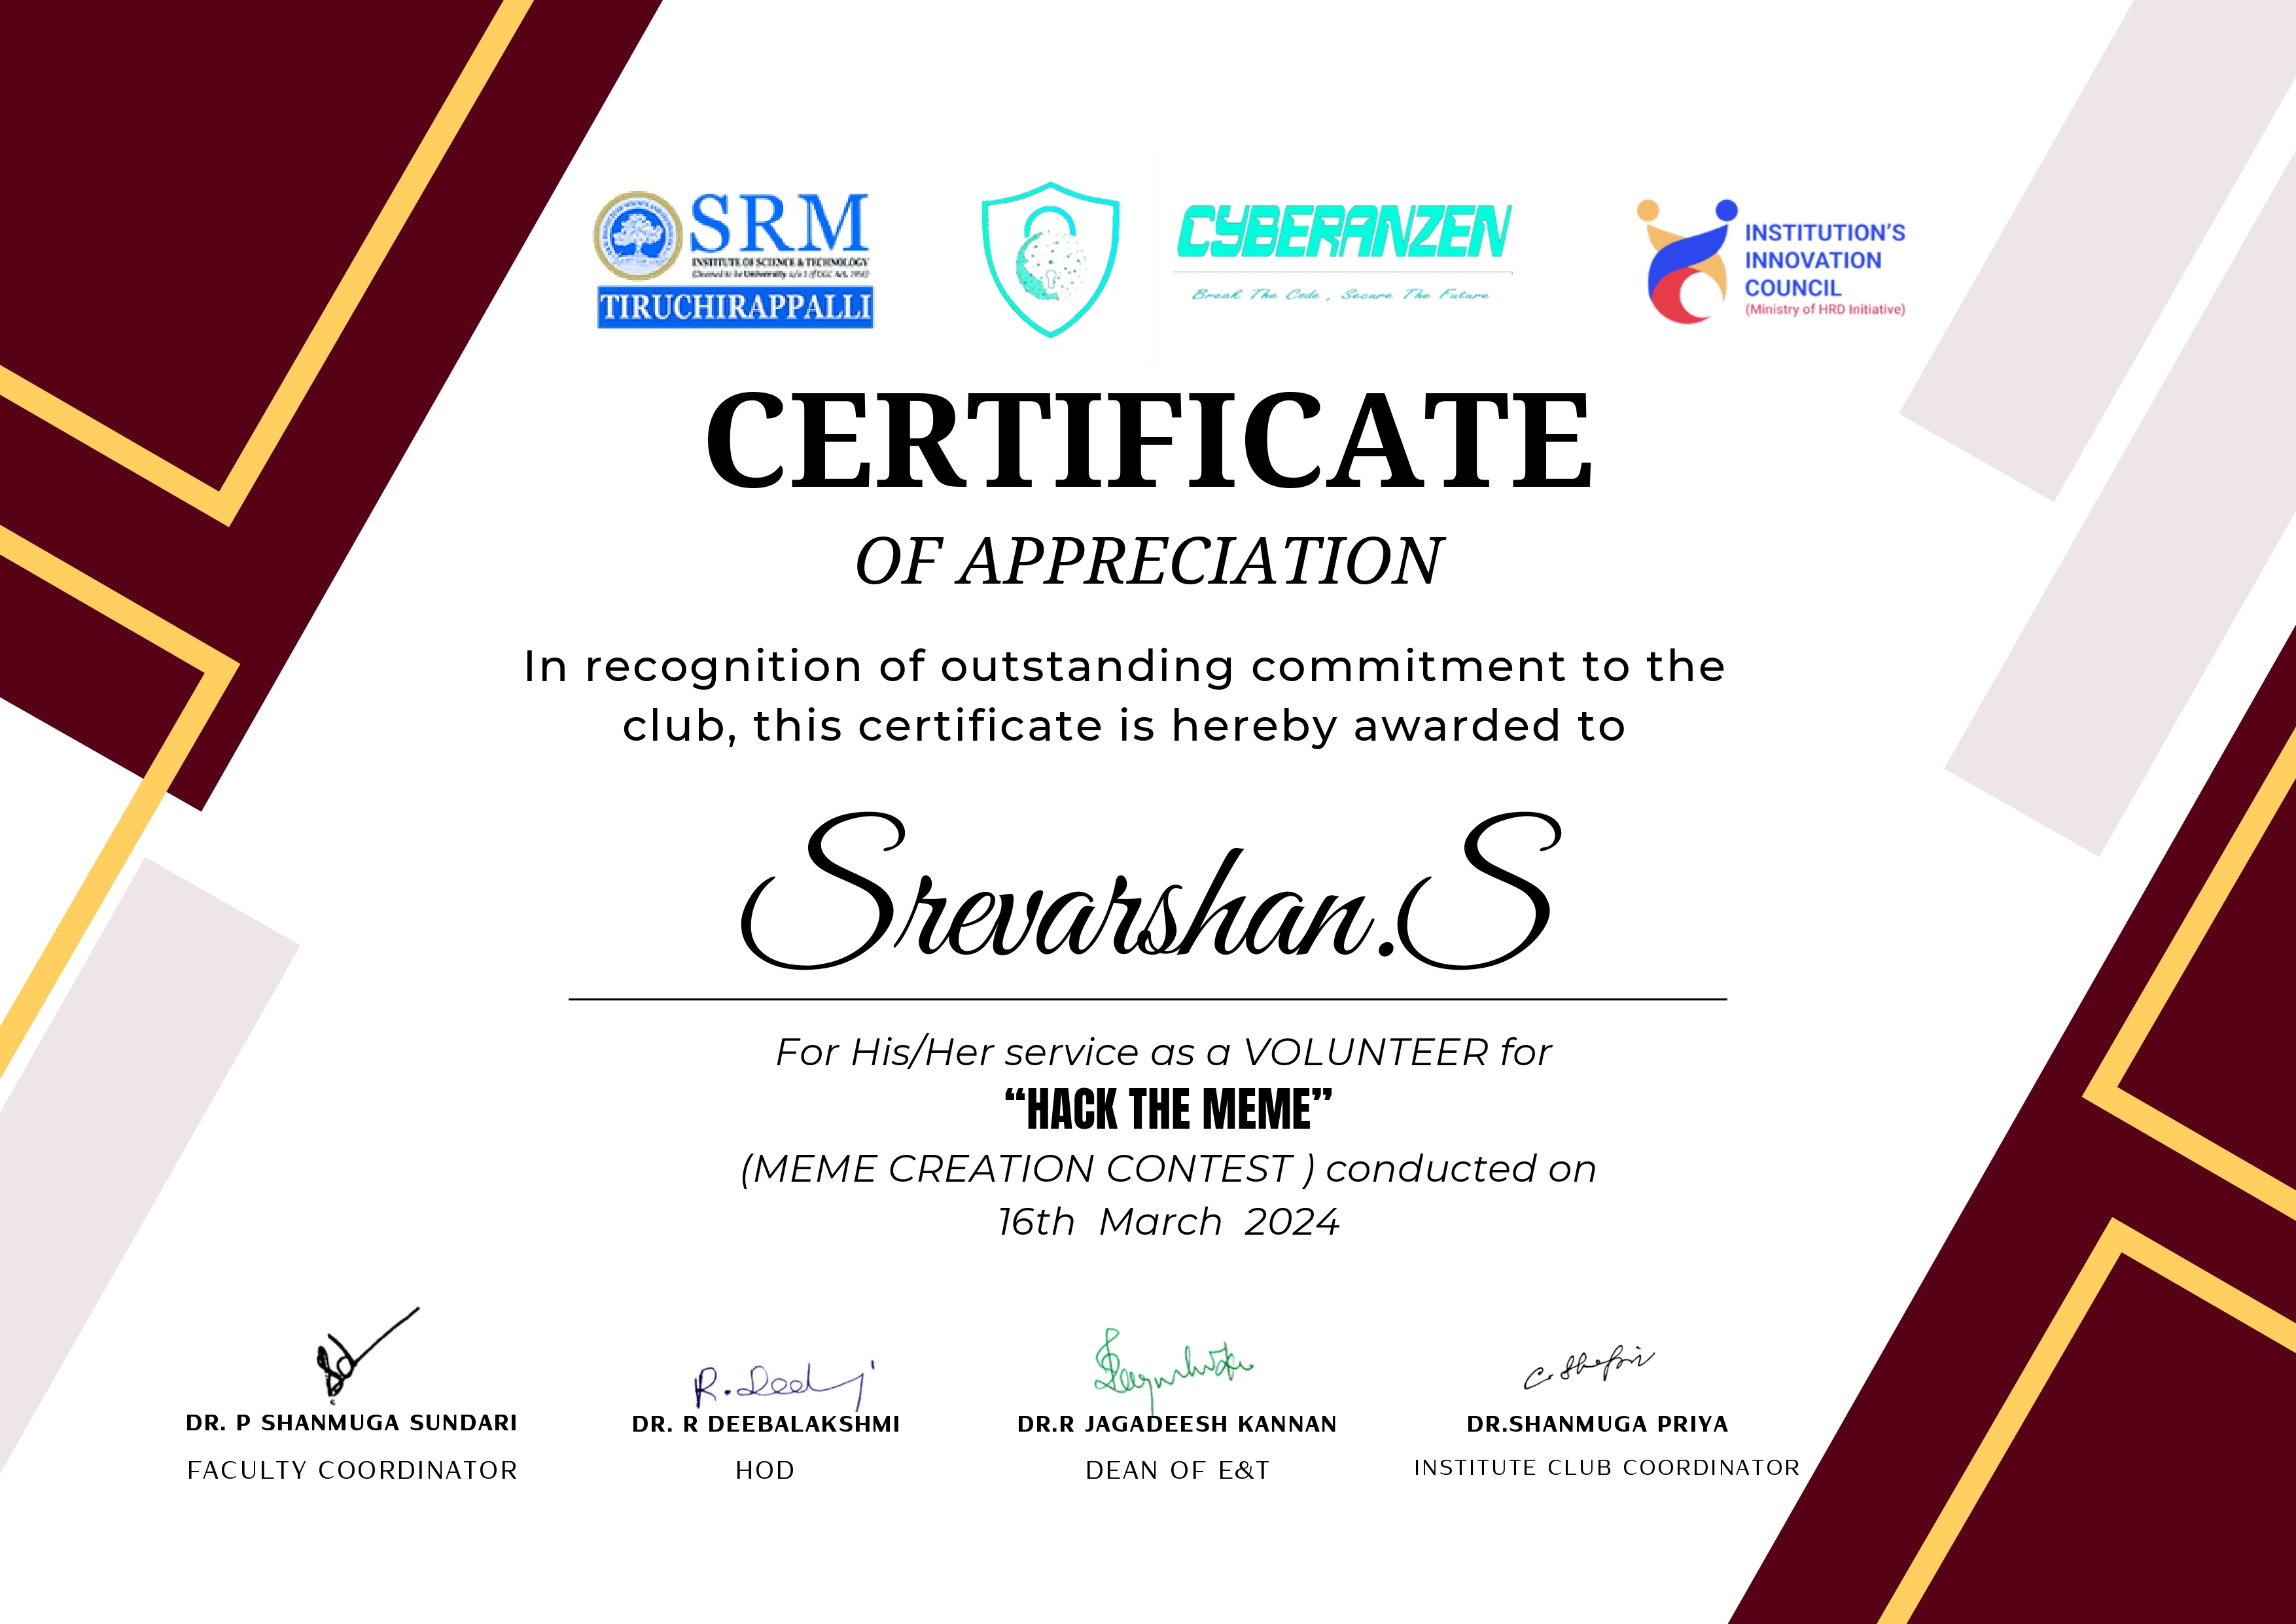 SRM
INSTITUTE OF SCIENCE & TECHNOLOGY
(Deemed to be University u/s 3 of UGC Act, 1956)
TIRUCHIRAPPALLI
CYBERANZEN
Break The Code , Secure The Future
INSTITUTION'S
INNOVATION
COUNCIL
(Ministry of HRD Initiative)
CERTIFICATE
OF APPRECIATION
In recognition of outstanding commitment to the
club, this certificate is hereby awarded to
Srevarshan.S
For His/Her service as a VOLUNTEER for
“HACK THE MEME”
(MEME CREATION CONTEST ) conducted on
16th March 2024
R. Deed
DR. P SHANMUGA SUNDARI
DR. R DEEBALAKSHMI
DR.R JAGADEESH KANNAN
DR.SHANMUGA PRIYA
FACULTY COORDINATOR
HOD
DEAN OF E&T
INSTITUTE CLUB COORDINATOR